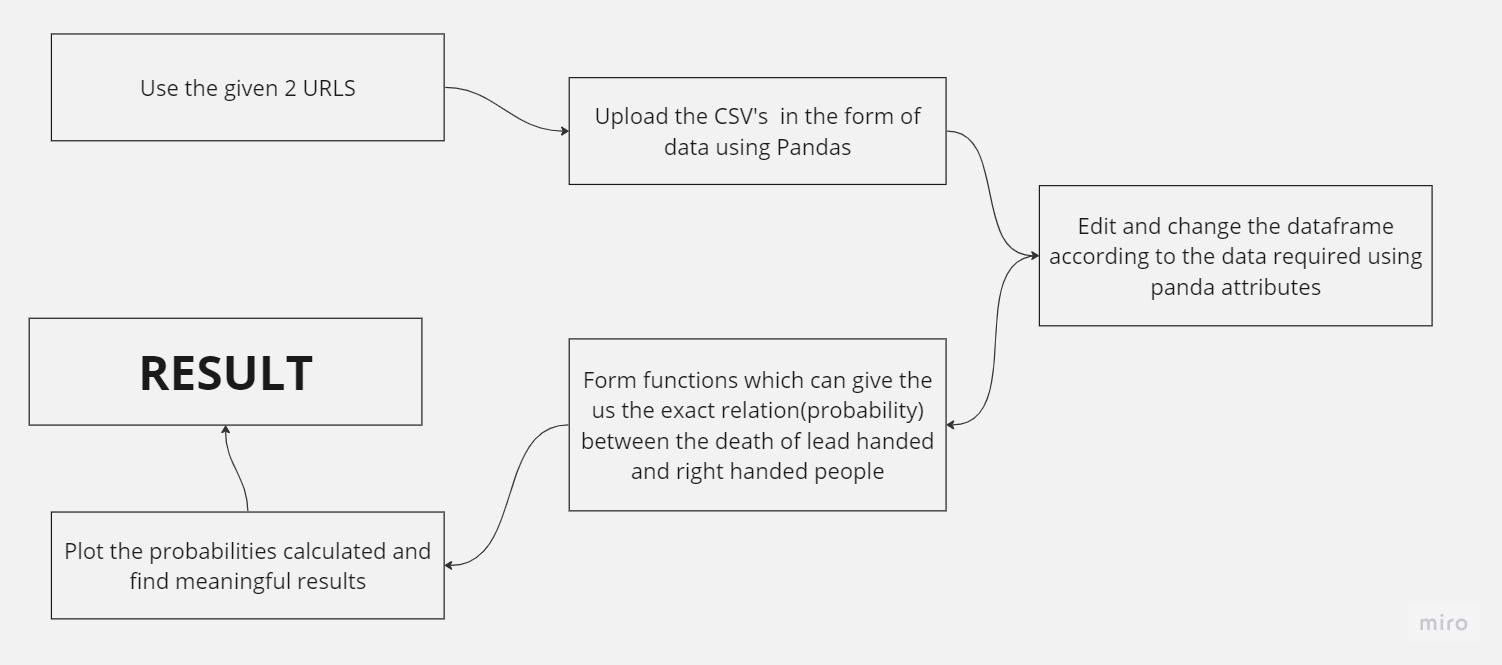 Use the given 2 URLS
Upload the CSV's  in the form of
data using Pandas
Edit and change the dataframe
according to the data required using
panda attributes
Form functions which can give the
us the exact relation(probability)
between the death of lead handed
and right handed people
Plot the probabilities calculated and
find meaningful results
RESULT
miro